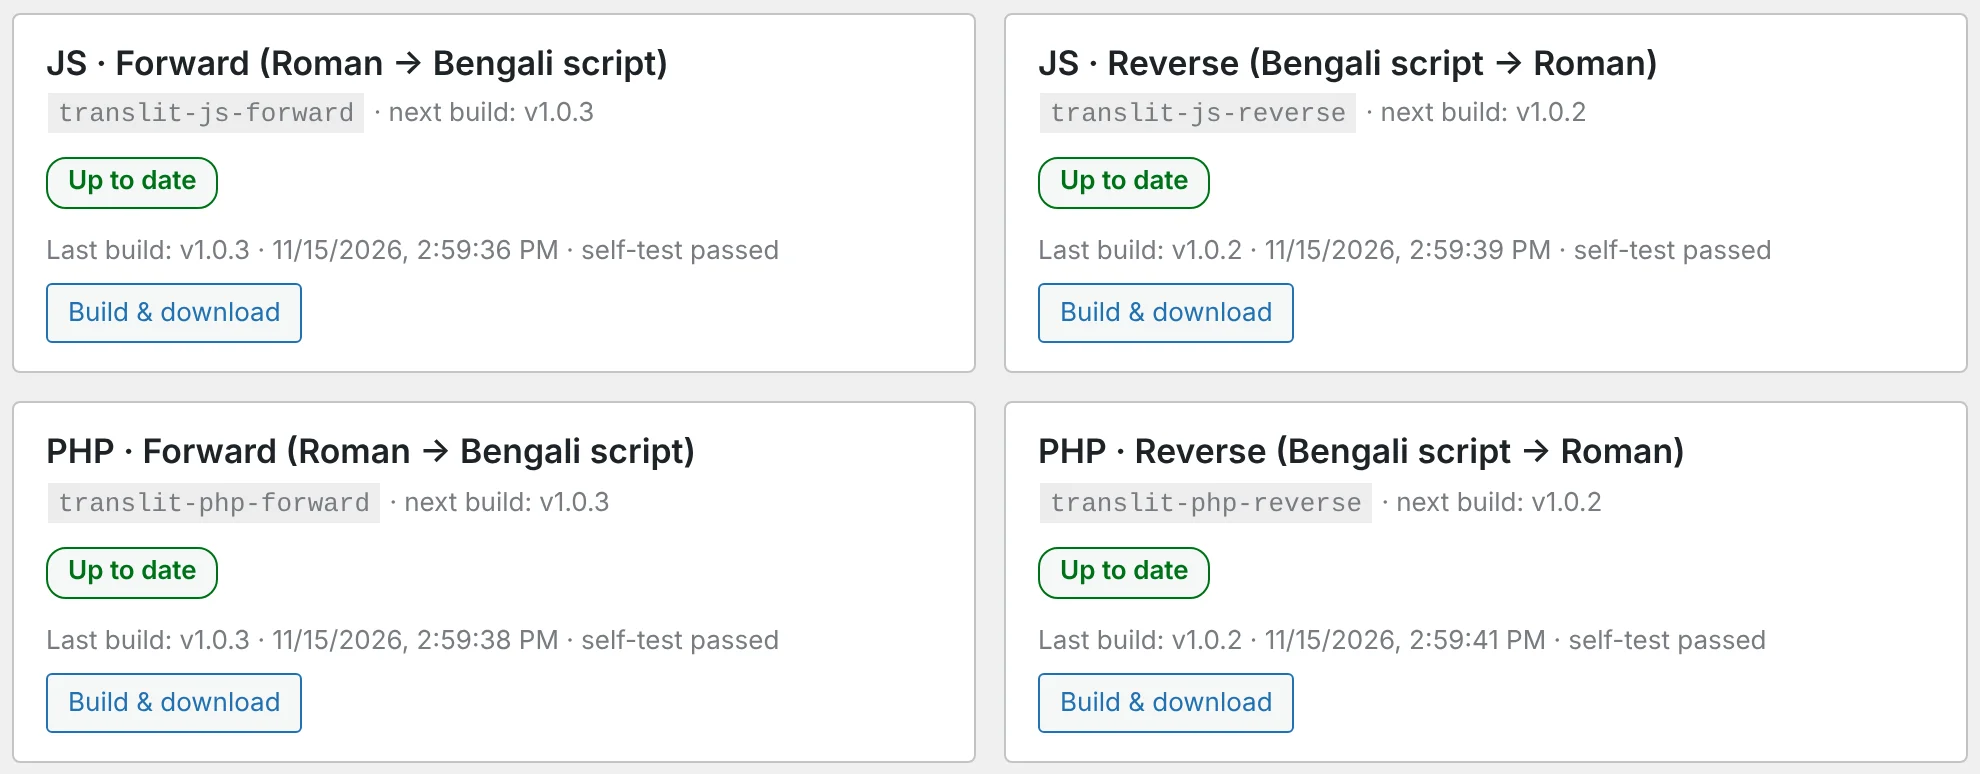 JS · Forward (Roman → Bengali script)
translit-js-forward · next build: v1.0.3
Up to date
Last build: v1.0.3 · 11/15/2026, 2:59:36 PM · self-test passed
Build & download
JS · Reverse (Bengali script → Roman)
translit-js-reverse · next build: v1.0.2
Up to date
Last build: v1.0.2 · 11/15/2026, 2:59:39 PM · self-test passed
Build & download
PHP · Forward (Roman → Bengali script)
translit-php-forward · next build: v1.0.3
Up to date
Last build: v1.0.3 · 11/15/2026, 2:59:38 PM · self-test passed
Build & download
PHP · Reverse (Bengali script → Roman)
translit-php-reverse · next build: v1.0.2
Up to date
Last build: v1.0.2 · 11/15/2026, 2:59:41 PM · self-test passed
Build & download